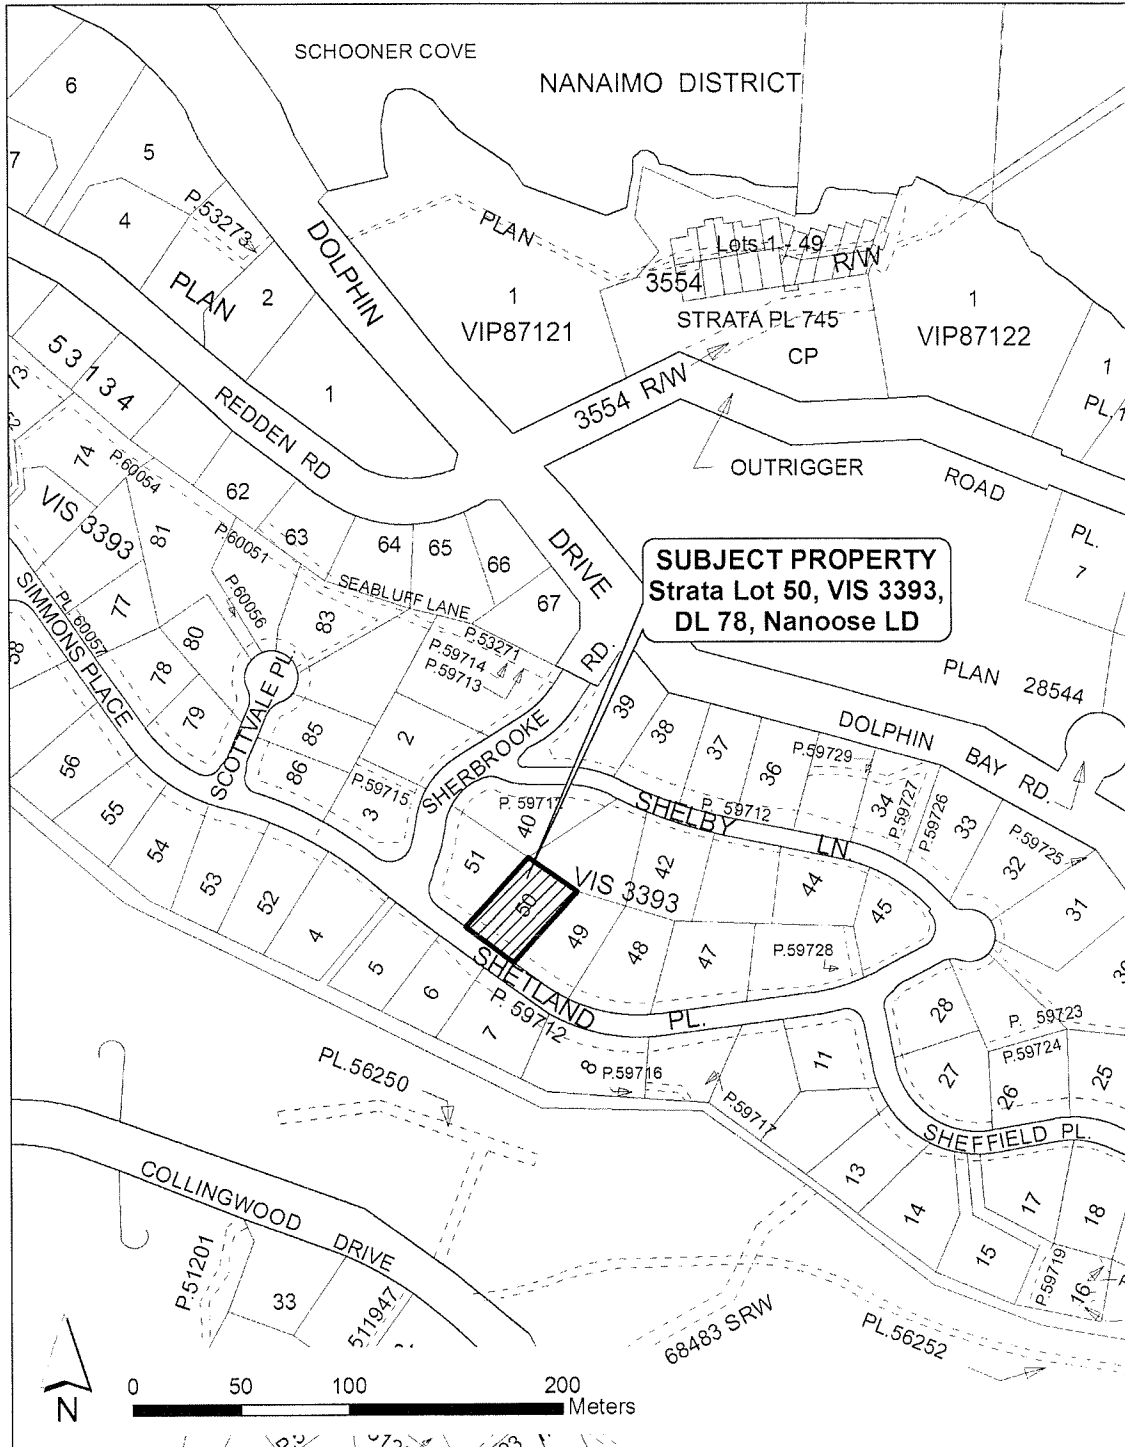 SCHOONER COVE
NANAIMO DISTRICT
6
5
7
4
P.53273
DOLPHIN
PLAN
Lots 1 - 49
R/W
3554
PLAN
2
1
VIP87121
STRATA PL 745
CP
1
VIP87122
1
53134
REDDEN RD
1
3554 R/W
PL.1
73
74
P.60054
62
OUTRIGGER
ROAD
VIS 3393
81
P.60051
63
64
65
66
DRIVE
PL.
7
SUBJECT PROPERTY
Strata Lot 50, VIS 3393,
DL 78, Nanoose LD
SIMMONS PLACE
PL. 60057
77
80
P.60056
83
SEABLUFF LANE
67
P.53271
P.59714
P.59713
RD.
PLAN 28544
38
78
79
SCOTTVALE PL
85
86
2
SHERBROOKE
39
38
37
36
DOLPHIN BAY RD.
P.59729
34
P.59727
P.59726
33
32
P.59725
31
56
55
54
53
52
P.59715
3
P. 59717
40
51
SHELBY
P. 59712
LN
42
VIS 3393
44
45
50
49
48
47
P.59728
4
5
6
7
SHETLAND PL.
P. 59712
8
P.59716
P.59717
11
28
27
P. 59723
P.59724
26
25
30
PL.56250
SHEFFIELD PL.
13
14
15
17
18
P.59719
16
COLLINGWOOD
DRIVE
P.51201
33
511947
68483 SRW
PL.56252
N
0 50 100 200
Meters